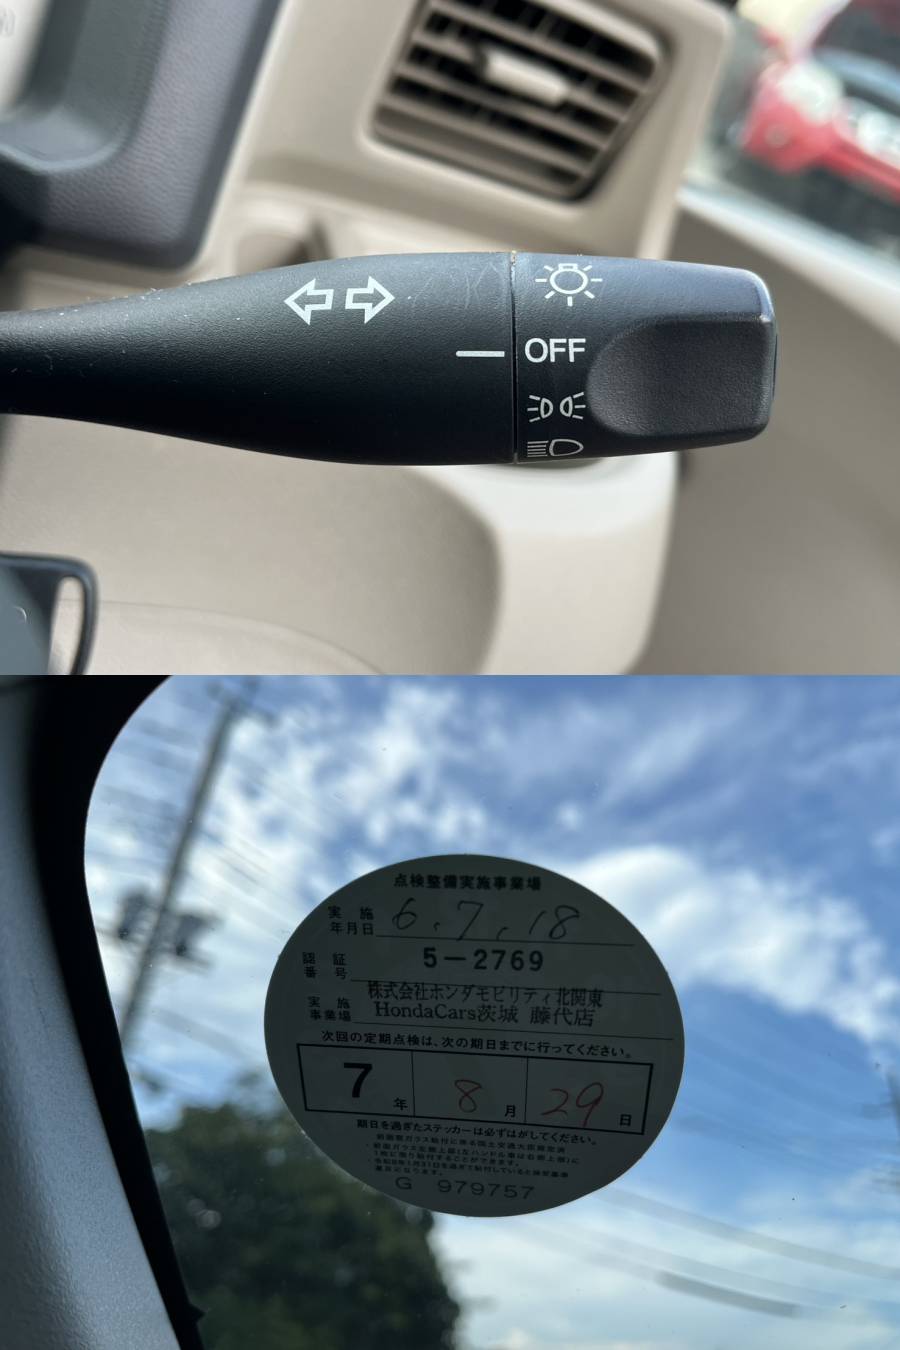 OFF
点検整備実施事業場
実施年月日 6.7.18
認証番号 5-2769
株式会社ホンダモビリティ北関東
実施事業場 HondaCars茨城 藤代店
次回の定期点検は、次の期日までに行ってください。
7年 8月 29日
期日を過ぎたステッカーは必ずはがしてください。
G 979757